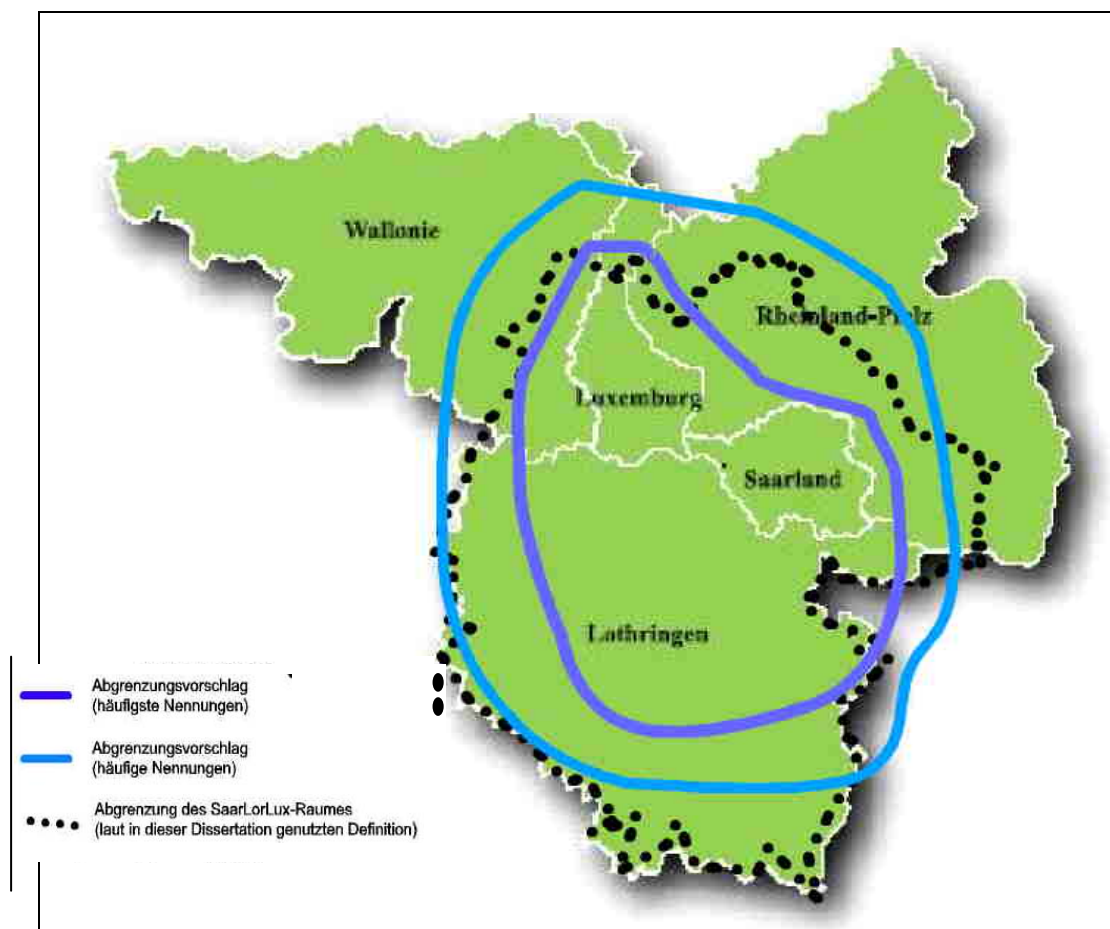 Wallonie
Rheinland-Pfalz
Luxemburg
Saarland
Lothringen
Abgrenzungsvorschlag
(häufigste Nennungen)
Abgrenzungsvorschlag
(häufige Nennungen)
Abgrenzung des SaarLorLux-Raumes
(laut in dieser Dissertation genutzten Definition)